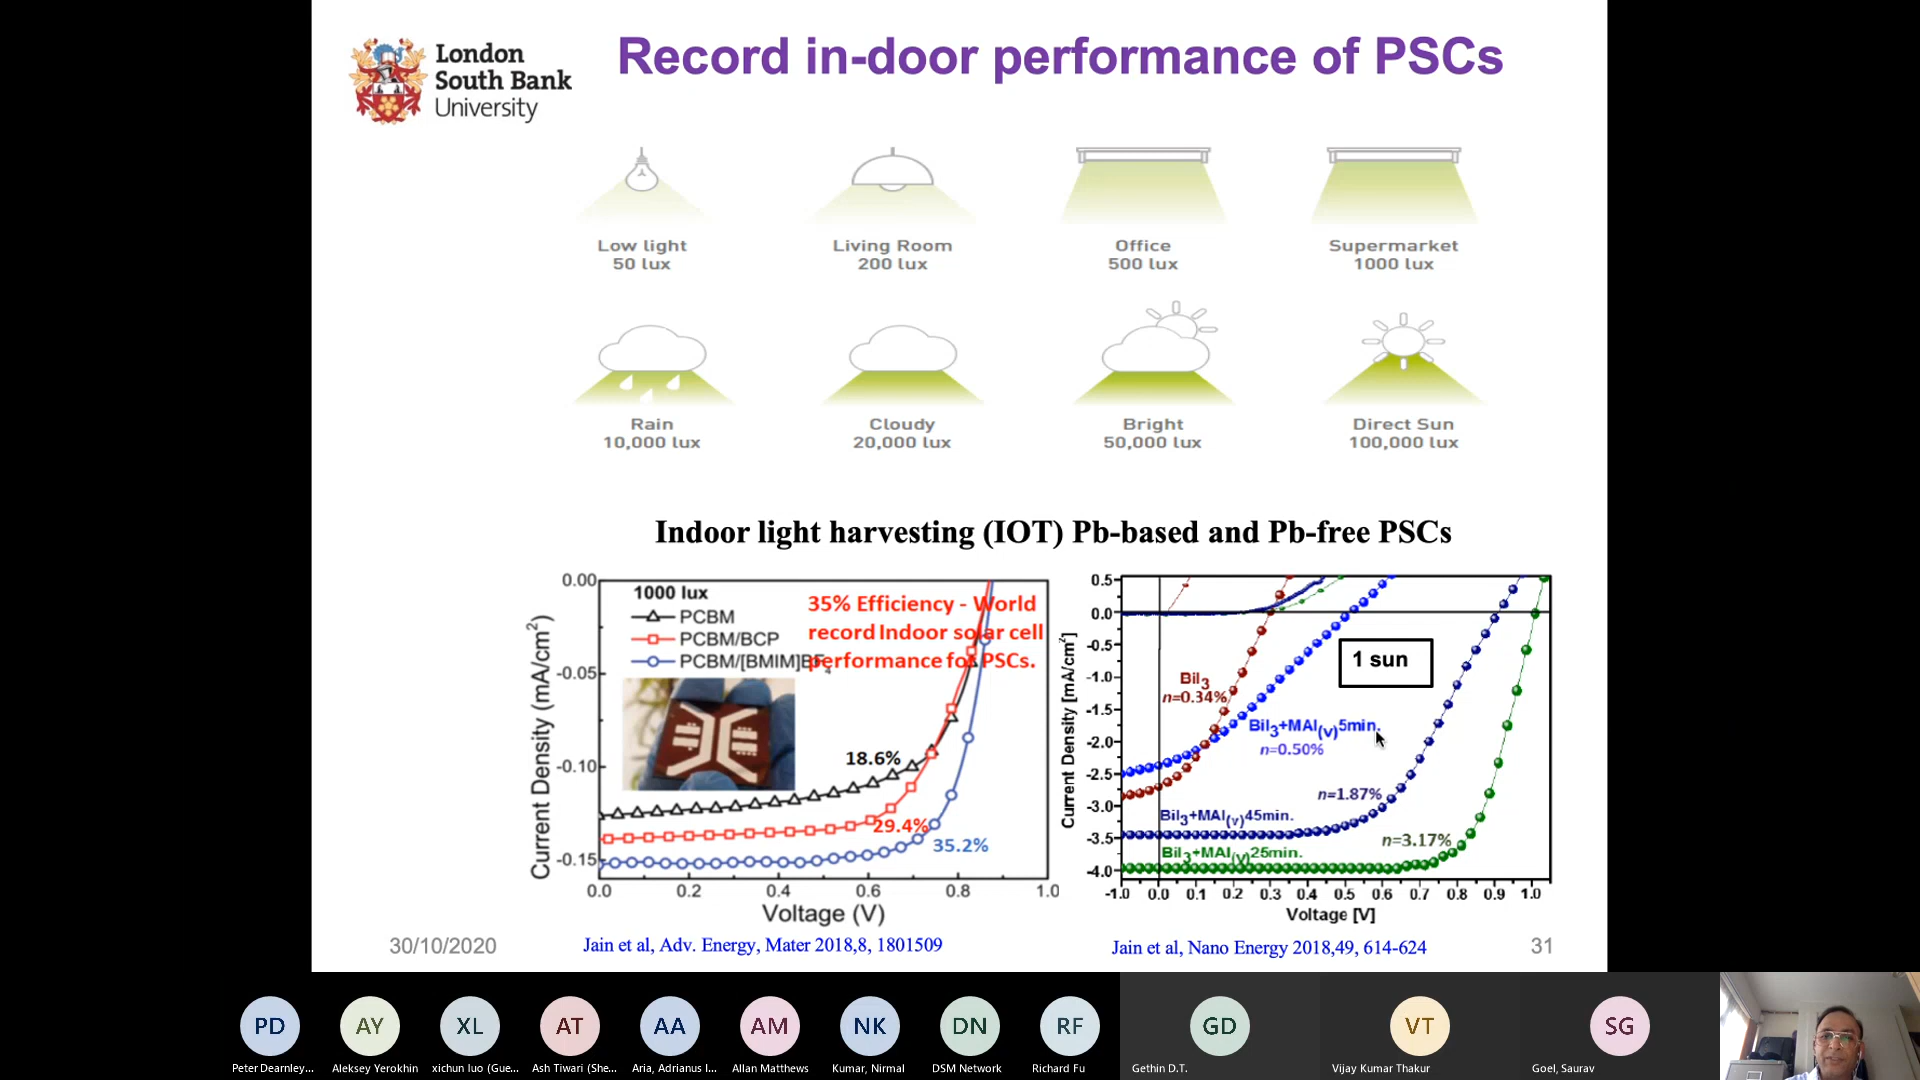 London
South Bank
University
Record in-door performance of PSCs
Low light
50 lux
Living Room
200 lux
Office
500 lux
Supermarket
1000 lux
Rain
10,000 lux
Cloudy
20,000 lux
Bright
50,000 lux
Direct Sun
100,000 lux
Indoor light harvesting (IOT) Pb-based and Pb-free PSCs
0.00
-0.05
-0.10
-0.15
Current Density (mA/cm²)
1000 lux
PCBM
PCBM/BCP
PCBM/[BMIM]BF4
35% Efficiency - World
record Indoor solar cell
performance for PSCs.
18.6%
29.4%
35.2%
0.0 0.2 0.4 0.6 0.8 1.0
Voltage (V)
0.5
0.0
-0.5
-1.0
-1.5
-2.0
-2.5
-3.0
-3.5
-4.0
Current Density [mA/cm²]
1 sun
BiI3
n=0.34%
BiI3+MAI(v)5min.
n=0.50%
n=1.87%
BiI3+MAI(v)45min.
n=3.17%
BiI3+MAI(v)25min.
-1.0 0.0 0.1 0.2 0.3 0.4 0.5 0.6 0.7 0.8 0.9 1.0
Voltage [V]
30/10/2020
Jain et al, Adv. Energy, Mater 2018,8, 1801509
Jain et al, Nano Energy 2018,49, 614-624
31
PD
AY
XL
AT
AA
AM
NK
DN
RF
GD
VT
SG
Peter Dearnley...
Aleksey Yerokhin
xichun luo (Gue...
Ash Tiwari (She...
Aria, Adrianus I...
Allan Matthews
Kumar, Nirmal
DSM Network
Richard Fu
Gethin D.T.
Vijay Kumar Thakur
Goel, Saurav